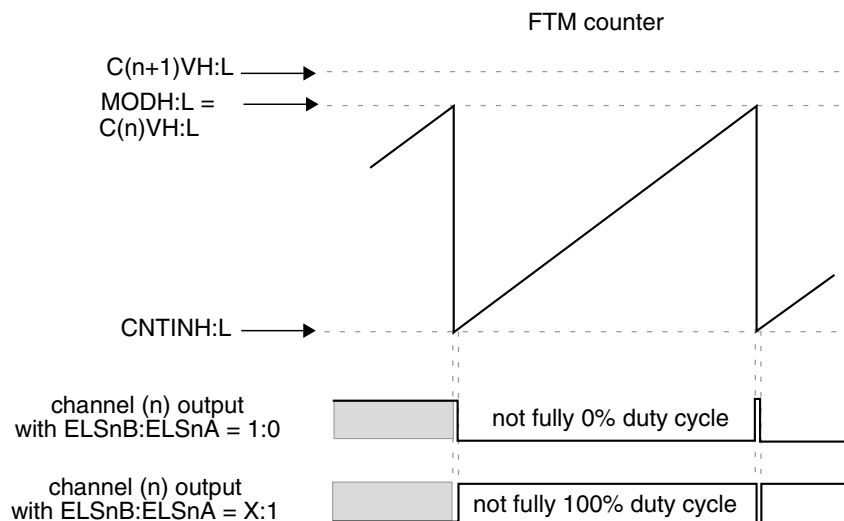 FTM counter
C(n+1)VH:L
MODH:L =
C(n)VH:L
CNTINH:L
channel (n) output
with ELSnB:ELSnA = 1:0
not fully 0% duty cycle
channel (n) output
with ELSnB:ELSnA = X:1
not fully 100% duty cycle